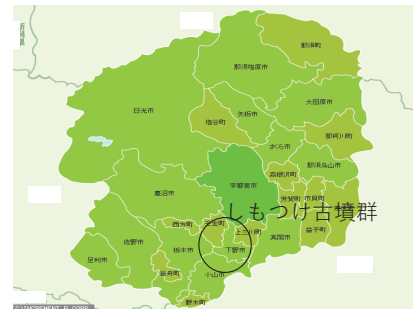 那須町
那須塩原市
日光市
大田原市
矢板市
塩谷町
那珂川町
さくら市
那須烏山市
高根沢町
宇都宮市
鹿沼市
芳賀町
市貝町
しもつけ古墳群
西方町
壬生町
上三川町
益子町
真岡市
佐野市
栃木市
下野市
足利市
岩舟町
小山市
野木町